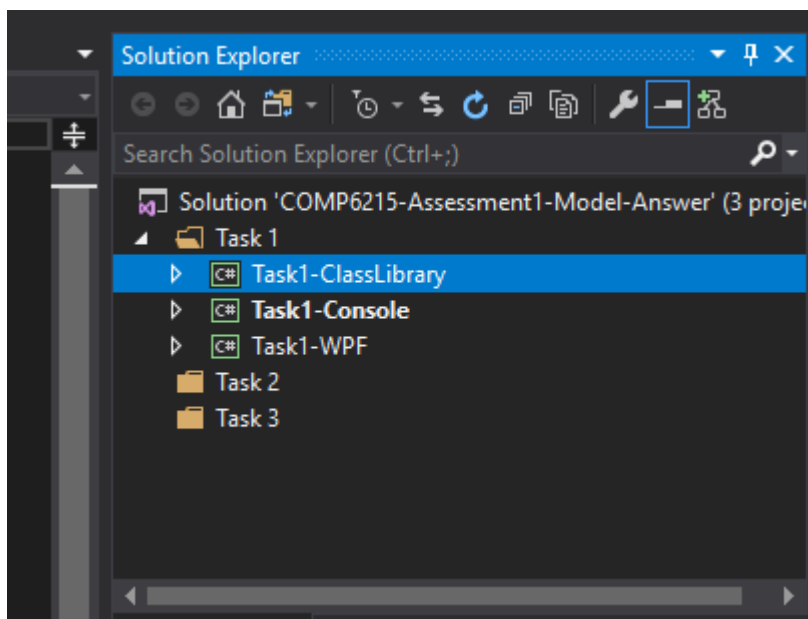 Solution Explorer
Search Solution Explorer (Ctrl+;)
Solution 'COMP6215-Assessment1-Model-Answer' (3 proje
Task 1
C# Task1-ClassLibrary
C# Task1-Console
C# Task1-WPF
Task 2
Task 3